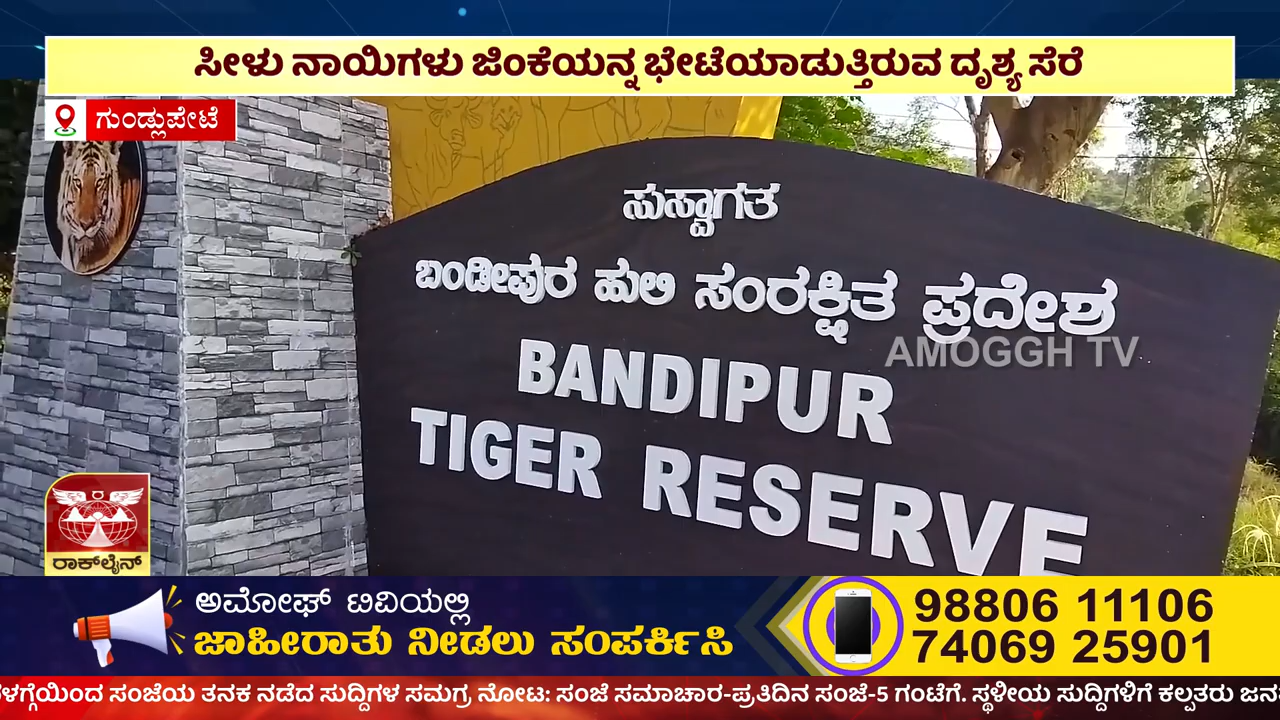 ಸೀಳು ನಾಯಿಗಳು ಜಿಂಕೆಯನ್ನ ಭೇಟೆಯಾಡುತ್ತಿರುವ ದೃಶ್ಯ ಸೆರೆ
ಗುಂಡ್ಲುಪೇಟೆ
ಸುಸ್ವಾಗತ
ಬಂಡೀಪುರ ಹುಲಿ ಸಂರಕ್ಷಿತ ಪ್ರದೇಶ
AMOGGH TV
BANDIPUR
TIGER RESERVE
ರಾಕ್‌ಲೈನ್
ಅಮೋಘ್ ಟಿವಿಯಲ್ಲಿ
ಜಾಹೀರಾತು ನೀಡಲು ಸಂಪರ್ಕಿಸಿ
98806 11106
74069 25901
ಸಂಜೆಯ ತನಕ ನಡೆದ ಸುದ್ದಿಗಳ ಸಮಗ್ರ ನೋಟ: ಸಂಜೆ ಸಮಾಚಾರ-ಪ್ರತಿದಿನ ಸಂಜೆ-5 ಗಂಟೆಗೆ. ಸ್ಥಳೀಯ ಸುದ್ದಿಗಳಿಗೆ ಕಲ್ಪತರು